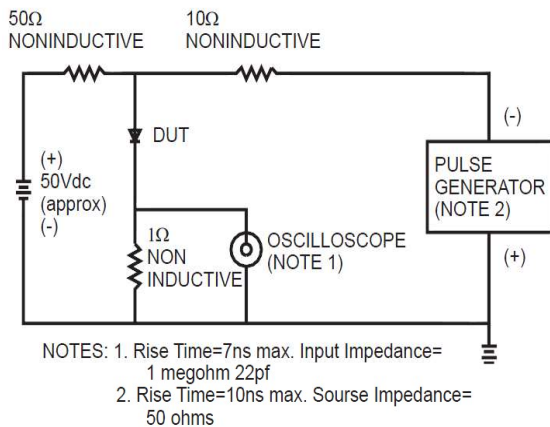 50Ω
NONINDUCTIVE
10Ω
NONINDUCTIVE
DUT
(+)
50Vdc
(approx)
(-)
1Ω
NON
INDUCTIVE
OSCILLOSCOPE
(NOTE 1)
(-)
PULSE
GENERATOR
(NOTE 2)
(+)
NOTES: 1. Rise Time=7ns max. Input Impedance=
1 megohm 22pf
2. Rise Time=10ns max. Sourse Impedance=
50 ohms